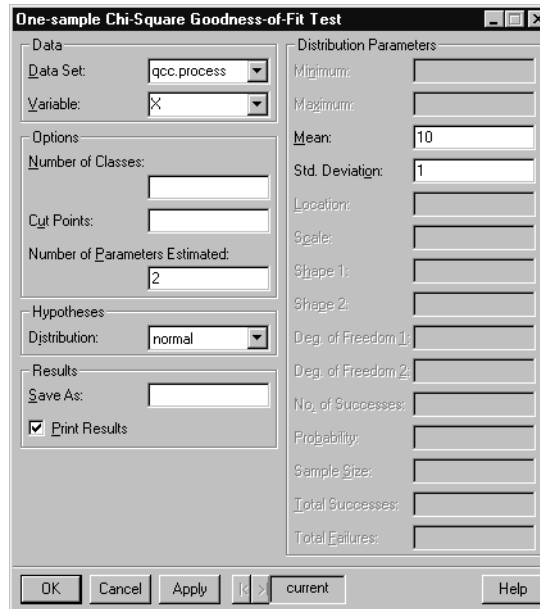 One-sample Chi-Square Goodness-of-Fit Test
Data
Data Set: qcc.process
Variable: X
Options
Number of Classes:
Cut Points:
Number of Parameters Estimated:
2
Hypotheses
Distribution: normal
Results
Save As:
Print Results
Distribution Parameters
Minimum:
Maximum:
Mean: 10
Std. Deviation: 1
Location:
Scale:
Shape 1:
Shape 2:
Deg. of Freedom 1:
Deg. of Freedom 2:
No. of Successes:
Probability:
Sample Size:
Total Successes:
Total Failures:
OK Cancel Apply |< > current Help